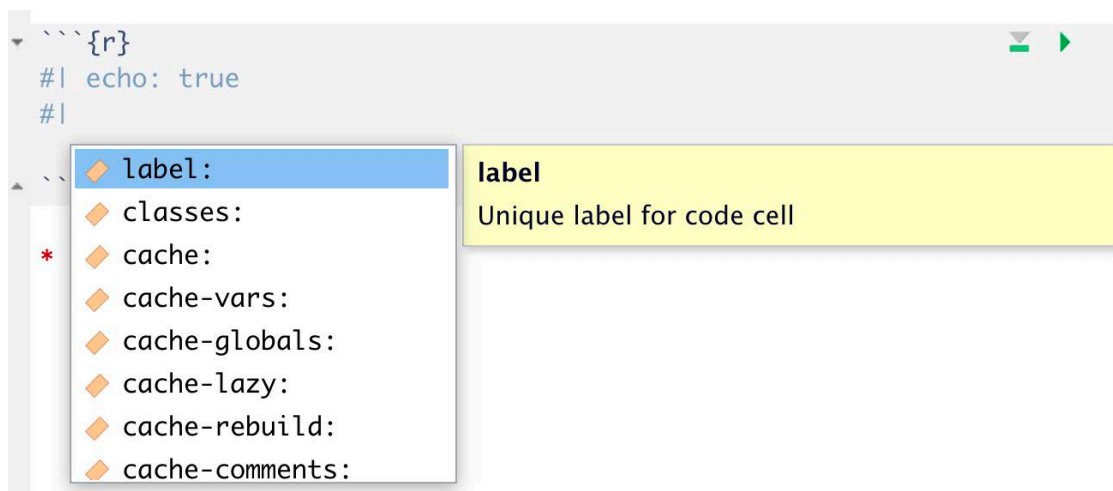 ```{r}
#| echo: true
#|
label:
label
classes:
Unique label for code cell
``
cache:
*
cache-vars:
cache-globals:
cache-lazy:
cache-rebuild:
cache-comments: